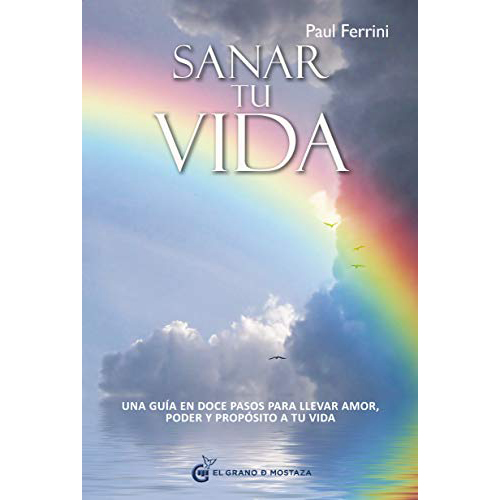 Paul Ferrini
SANAR
TU
VIDA
UNA GUÍA EN DOCE PASOS PARA LLEVAR AMOR,
PODER Y PROPÓSITO A TU VIDA
EL GRANO D MOSTAZA